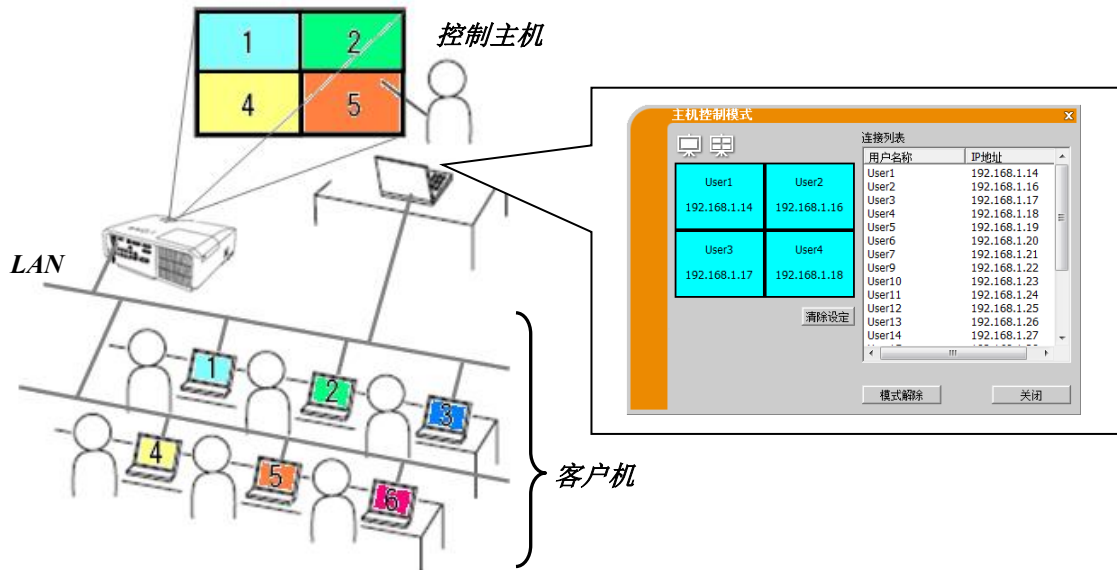 1
2
4
5
控制主机
LAN
1
2
3
4
5
6
客户机
主机控制模式
x
连接列表
用户名称 IP地址
User1 192.168.1.14
User2 192.168.1.16
User3 192.168.1.17
User4 192.168.1.18
User5 192.168.1.19
User6 192.168.1.20
User7 192.168.1.21
User9 192.168.1.22
User10 192.168.1.23
User11 192.168.1.24
User12 192.168.1.25
User13 192.168.1.26
User14 192.168.1.27
User1 User2
192.168.1.14 192.168.1.16
User3 User4
192.168.1.17 192.168.1.18
清除设定
模式解除 关闭